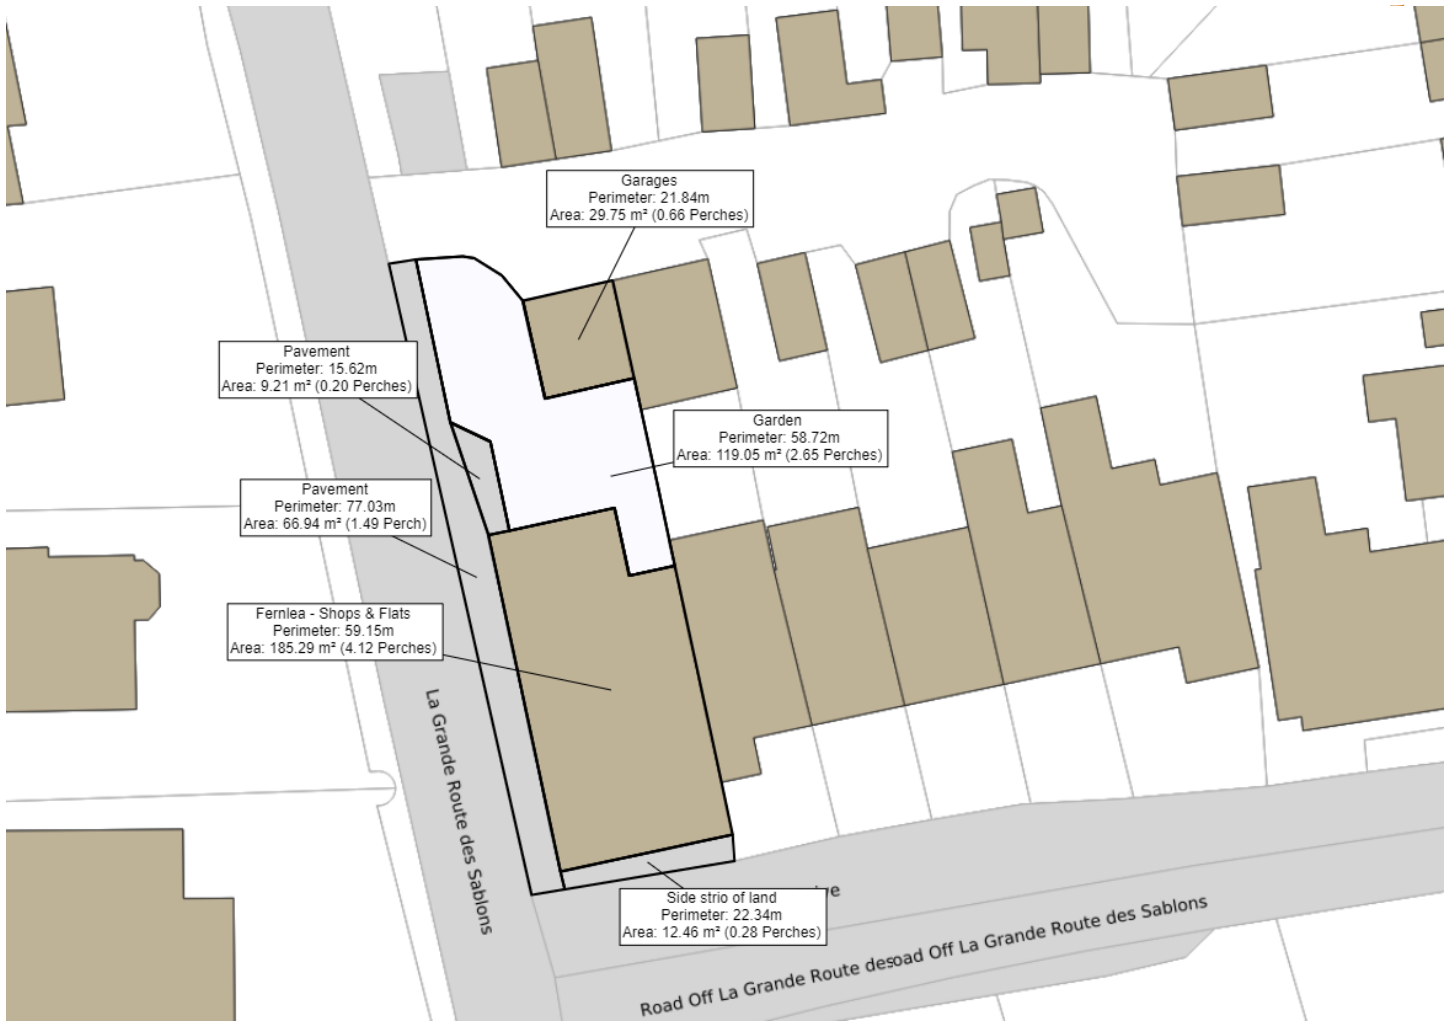 Garages
Perimeter: 21.84m
Area: 29.75 m² (0.66 Perches)
Pavement
Perimeter: 15.62m
Area: 9.21 m² (0.20 Perches)
Garden
Perimeter: 58.72m
Area: 119.05 m² (2.65 Perches)
Pavement
Perimeter: 77.03m
Area: 66.94 m² (1.49 Perch)
Fernlea - Shops & Flats
Perimeter: 59.15m
Area: 185.29 m² (4.12 Perches)
La Grande Route des Sablons
Side strio of land
Perimeter: 22.34m
Area: 12.46 m² (0.28 Perches)
Road Off La Grande Route desoad Off La Grande Route des Sablons